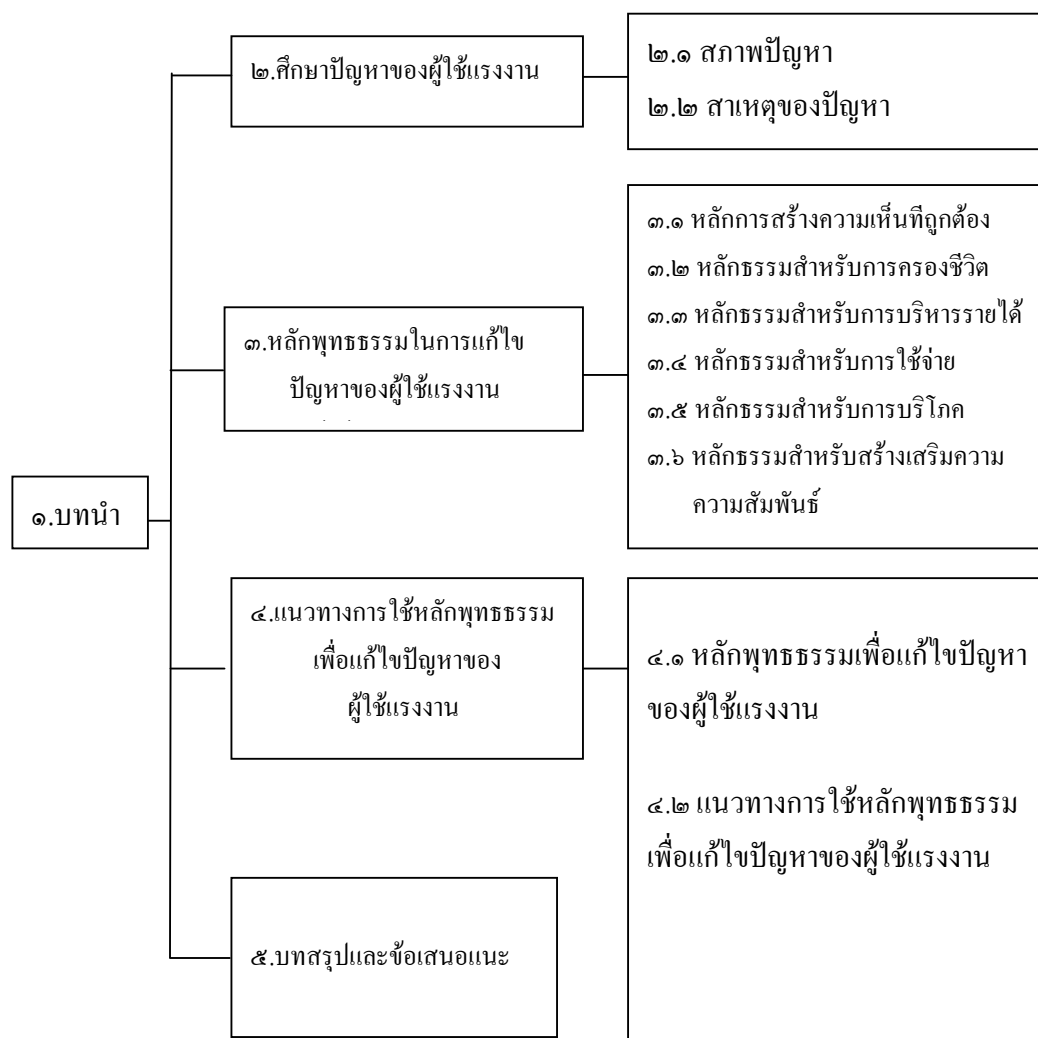 ๑.บทนำ
๒.ศึกษาปัญหาของผู้ใช้แรงงาน
๒.๑ สภาพปัญหา
๒.๒ สาเหตุของปัญหา
๓.หลักพุทธธรรมในการแก้ไข
ปัญหาของผู้ใช้แรงงาน
๓.๑ หลักการสร้างความเห็นที่ถูกต้อง
๓.๒ หลักธรรมสำหรับการครองชีวิต
๓.๓ หลักธรรมสำหรับการบริหารรายได้
๓.๔ หลักธรรมสำหรับการใช้จ่าย
๓.๕ หลักธรรมสำหรับการบริโภค
๓.๖ หลักธรรมสำหรับสร้างเสริมความ
ความสัมพันธ์
๔.แนวทางการใช้หลักพุทธธรรม
เพื่อแก้ไขปัญหาของ
ผู้ใช้แรงงาน
๔.๑ หลักพุทธธรรมเพื่อแก้ไขปัญหา
ของผู้ใช้แรงงาน
๔.๒ แนวทางการใช้หลักพุทธธรรม
เพื่อแก้ไขปัญหาของผู้ใช้แรงงาน
๕.บทสรุปและข้อเสนอแนะ